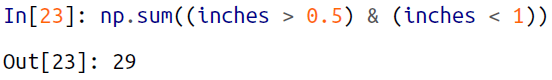 In[23]: np.sum((inches > 0.5) & (inches < 1))
Out[23]: 29